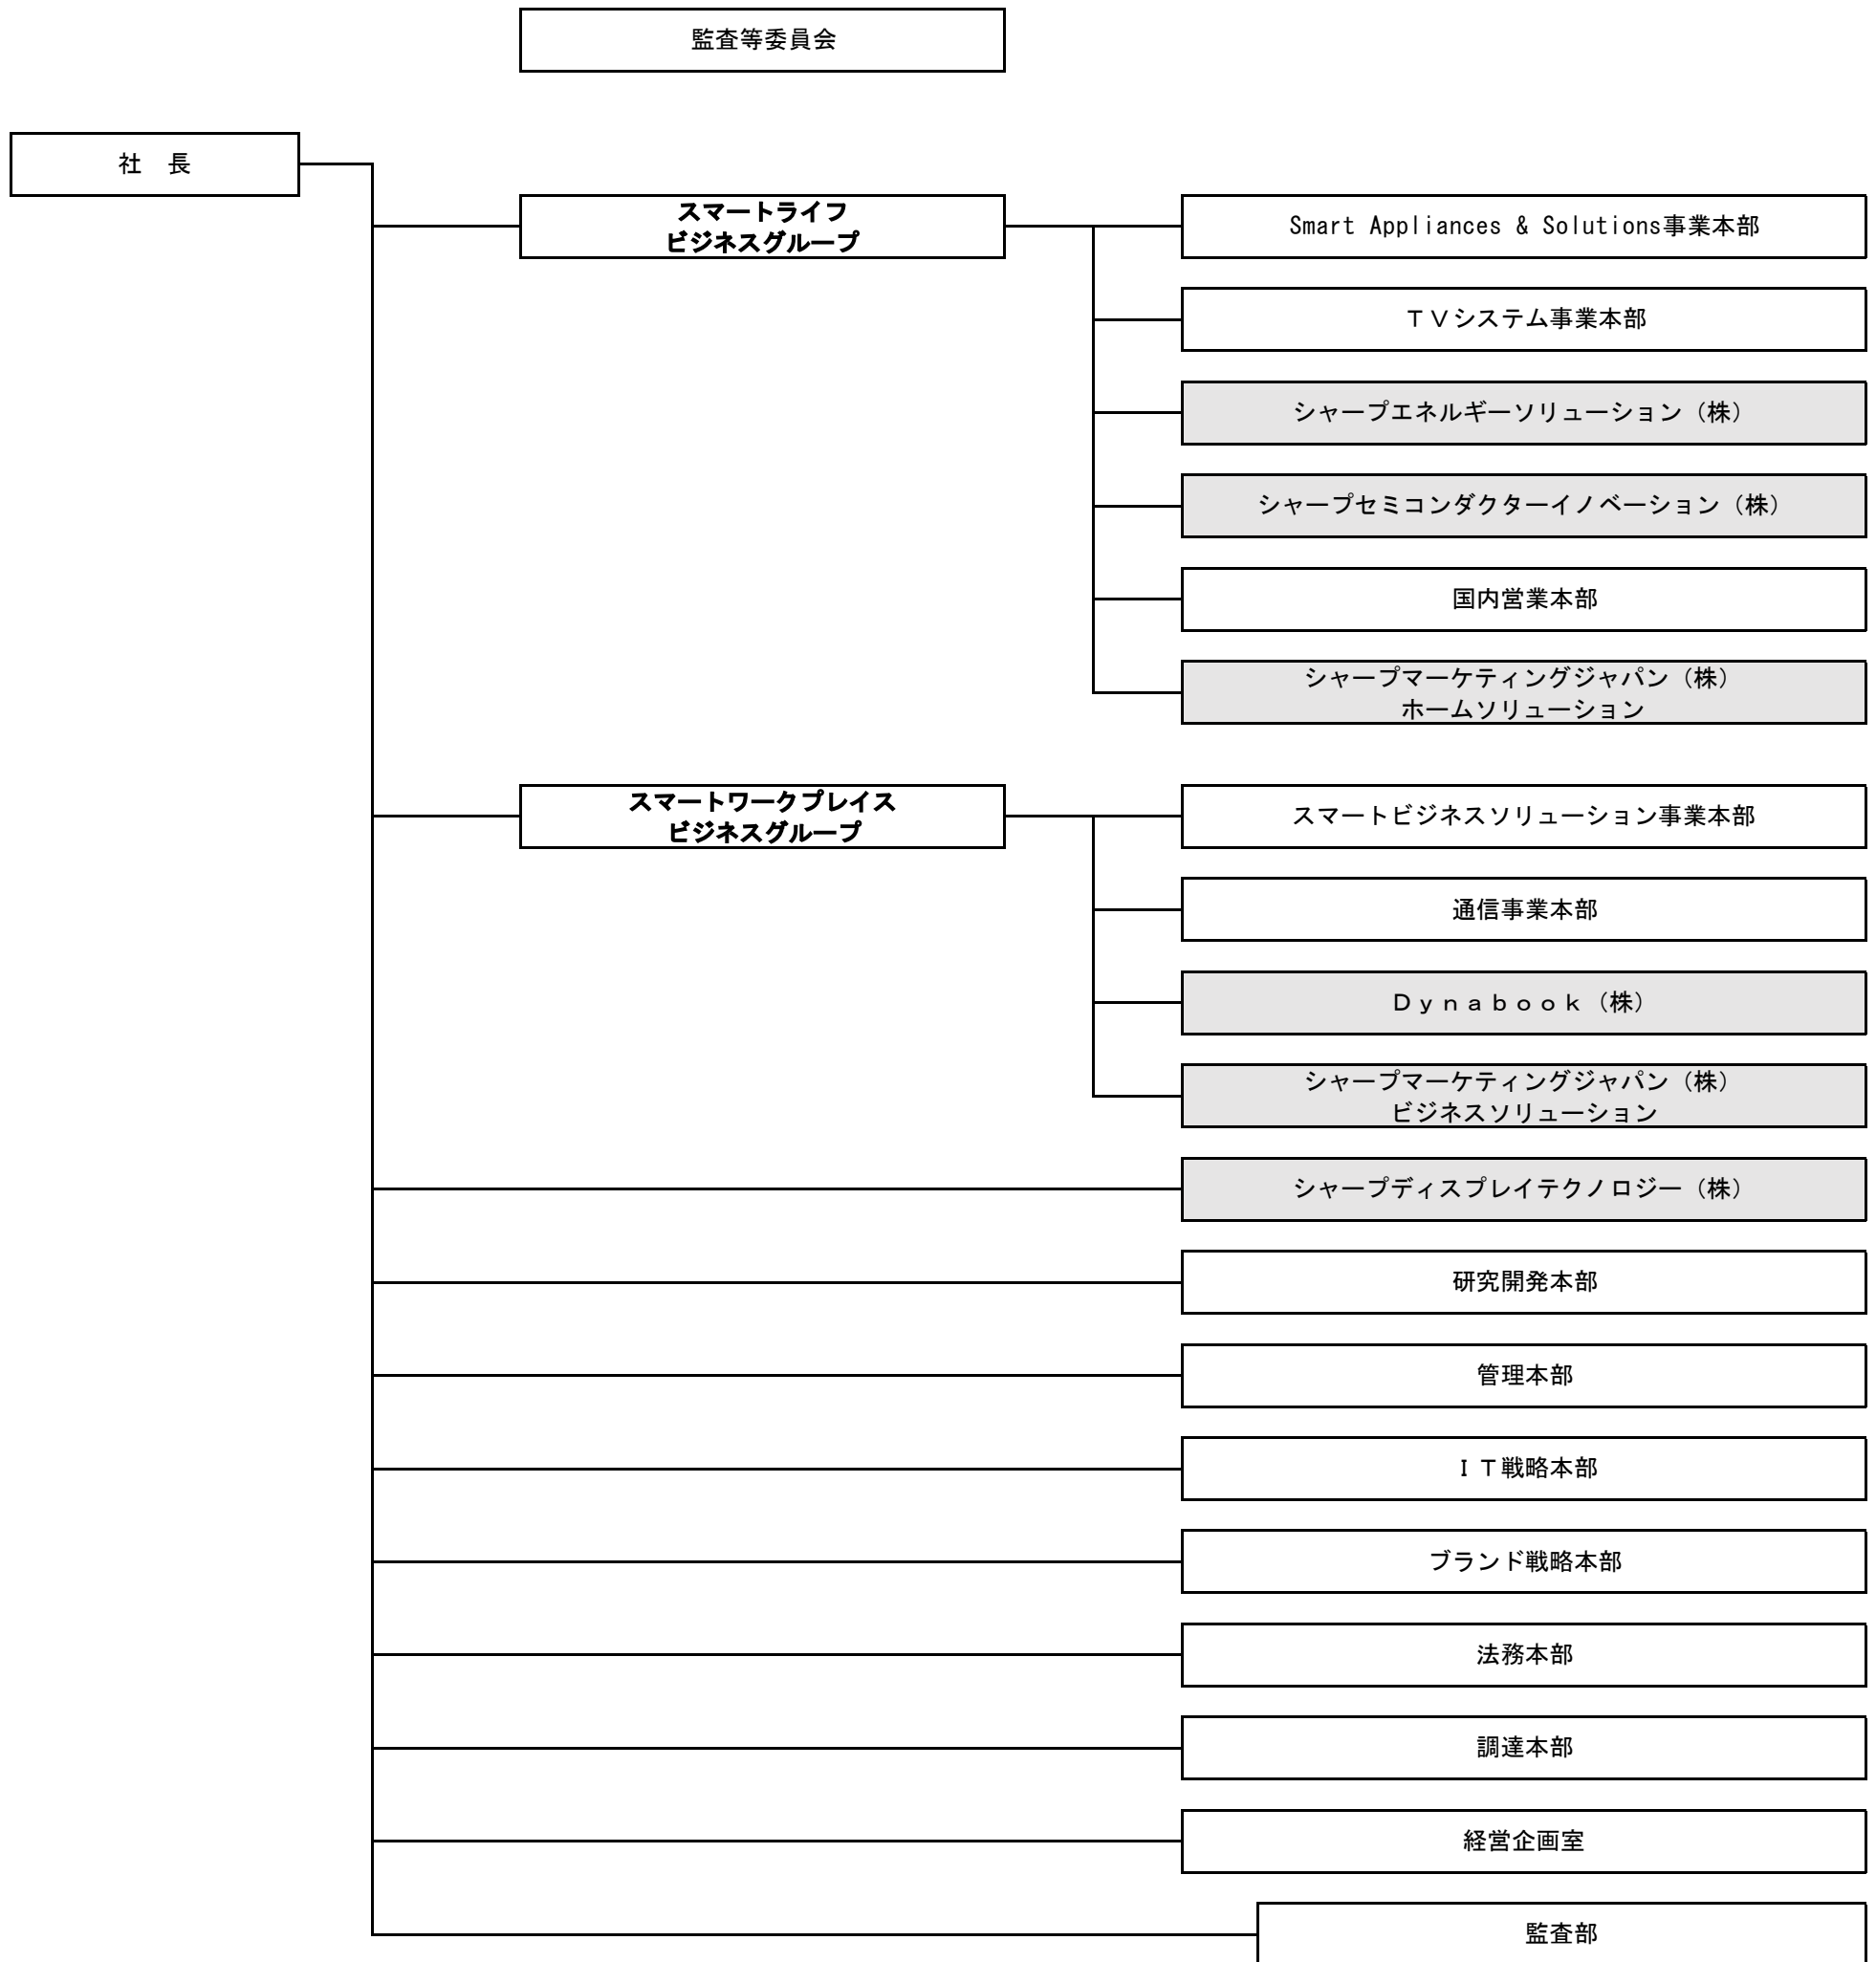 監査等委員会
社　長
スマートライフ
ビジネスグループ
Smart Appliances & Solutions事業本部
ＴＶシステム事業本部
シャープエネルギーソリューション（株）
シャープセミコンダクターイノベーション（株）
国内営業本部
シャープマーケティングジャパン（株）
ホームソリューション
スマートワークプレイス
ビジネスグループ
スマートビジネスソリューション事業本部
通信事業本部
Ｄｙｎａｂｏｏｋ（株）
シャープマーケティングジャパン（株）
ビジネスソリューション
シャープディスプレイテクノロジー（株）
研究開発本部
管理本部
ＩＴ戦略本部
ブランド戦略本部
法務本部
調達本部
経営企画室
監査部